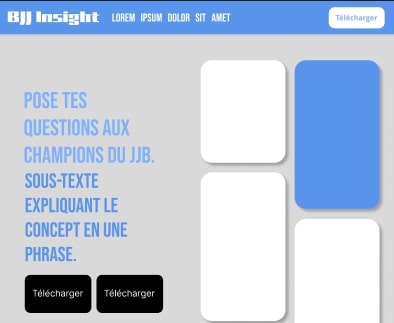 BJJ Insight LOREM IPSUM DOLOR SIT AMET Télécharger
POSE TES
QUESTIONS AUX
CHAMPIONS DU JJB.
SOUS-TEXTE
EXPLIQUANT LE
CONCEPT EN UNE
PHRASE.
Télécharger Télécharger